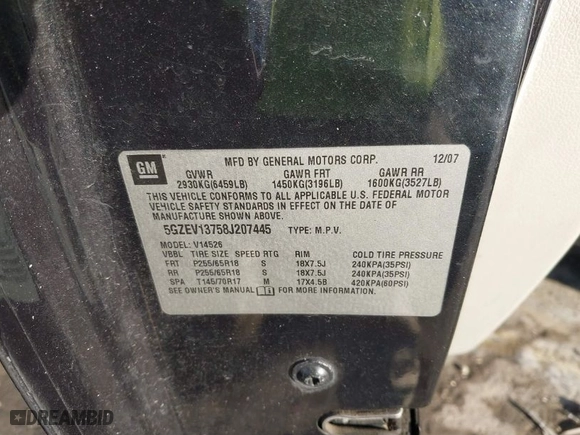 GM
MFD BY GENERAL MOTORS CORP. 12/07
GVWR GAWR FRT GAWR RR
2930KG(6459LB) 1450KG(3196LB) 1600KG(3527LB)
THIS VEHICLE CONFORMS TO ALL APPLICABLE U.S. FEDERAL MOTOR
VEHICLE SAFETY STANDARDS IN EFFECT ON THE DATE OF
MANUFACTURE SHOWN ABOVE.
5GZEV13758J207445 TYPE: M.P.V.
MODEL: V14526
VBBL TIRE SIZE SPEED RTG RIM COLD TIRE PRESSURE
FRT P255/65R18 S 18X7.5J 240KPA(35PSI)
RR P255/65R18 S 18X7.5J 240KPA(35PSI)
SPA T145/70R17 M 17X4.5B 420KPA(60PSI)
SEE OWNER'S MANUAL FOR MORE INFORMATION.
DREAMBID